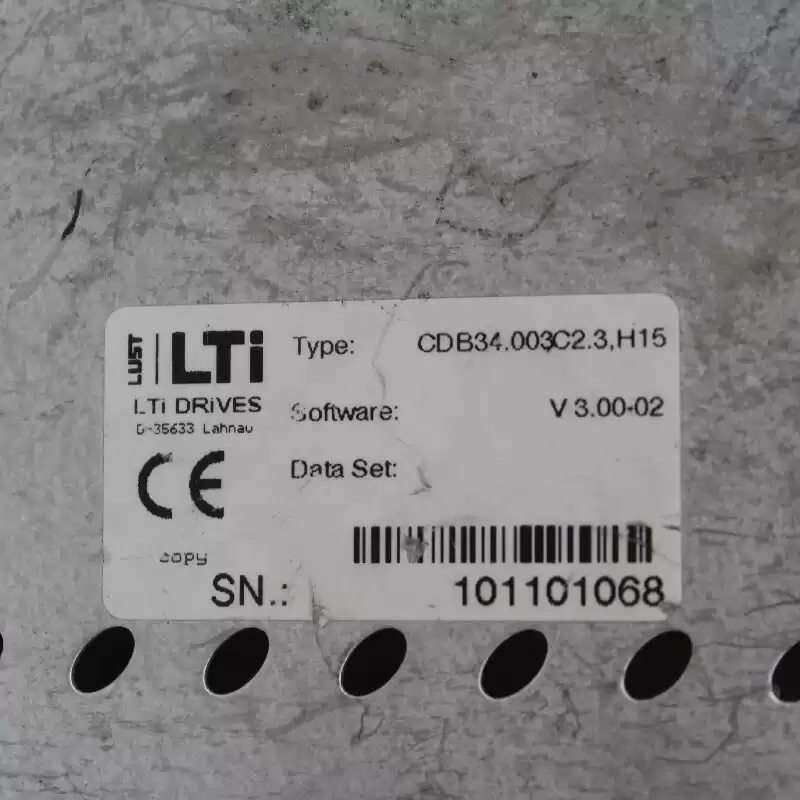 LUST LTi
LTi DRiVES
D-35633 Lahnau
Type: CDB34.003C2.3,H15
Software: V 3.00-02
Data Set:
CE
copy
SN.: 101101068